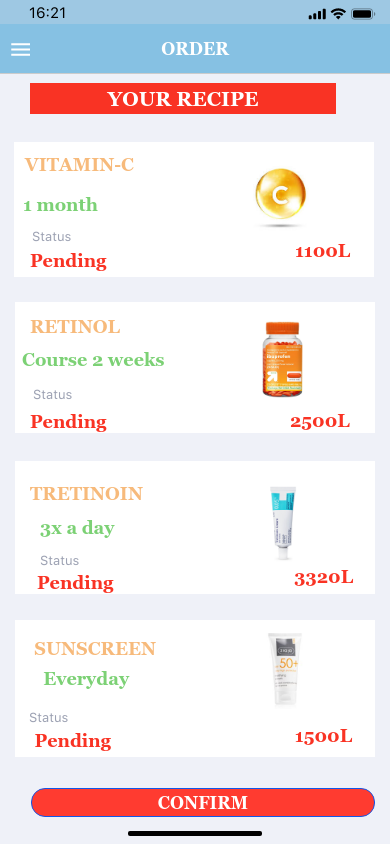 16:21
ORDER
YOUR RECIPE
VITAMIN-C
1 month
C
Status
Pending
1100L
RETINOL
Course 2 weeks
Ibuprofen
Status
Pending
2500L
TRETINOIN
3x a day
Status
Pending
3320L
SUNSCREEN
Everyday
50+
Status
Pending
1500L
CONFIRM